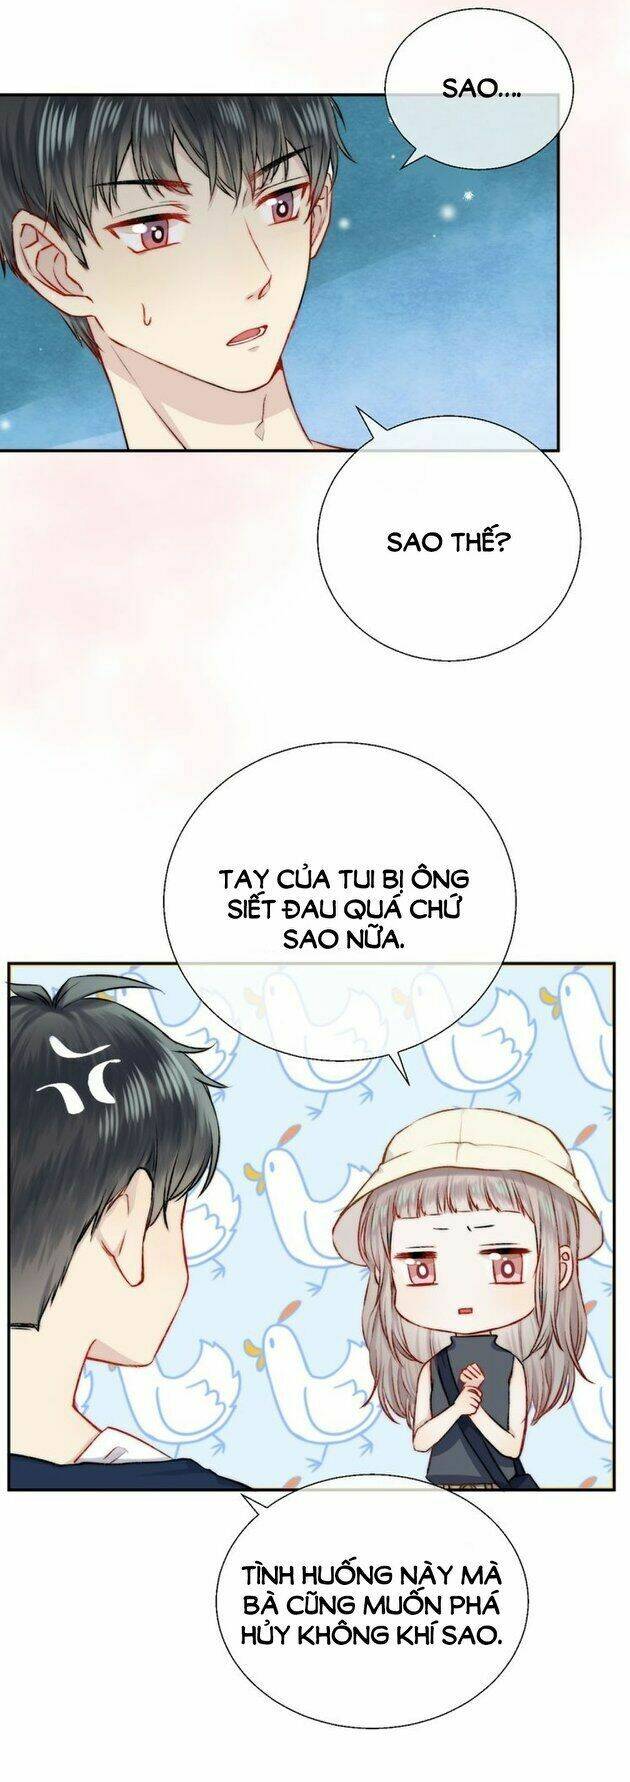 SAO....
SAO THẾ?
TAY CỦA TUI BỊ ÔNG
SIẾT ĐAU QUÁ CHỨ
SAO NỮA.
TÌNH HUỐNG NÀY MÀ
BÀ CŨNG MUỐN PHÁ
HỦY KHÔNG KHÍ SAO.